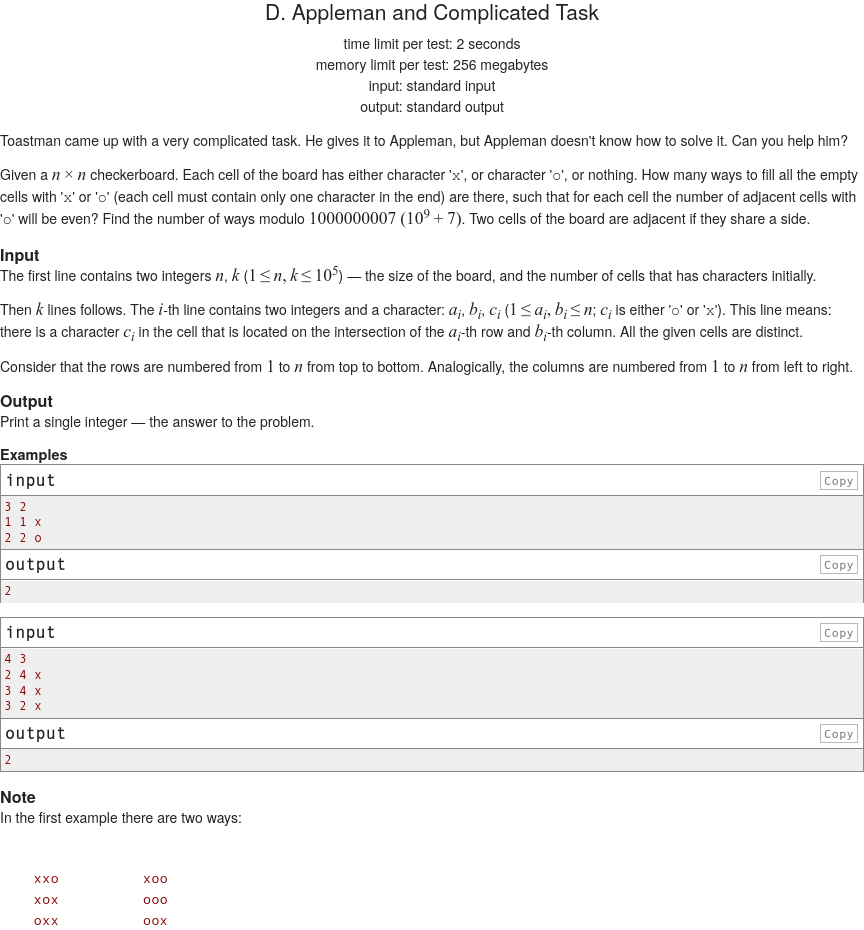 D. Appleman and Complicated Task
time limit per test: 2 seconds
memory limit per test: 256 megabytes
input: standard input
output: standard output
Toastman came up with a very complicated task. He gives it to Appleman, but Appleman doesn't know how to solve it. Can you help him?
Given a n × n checkerboard. Each cell of the board has either character 'x', or character 'o', or nothing. How many ways to fill all the empty
cells with 'x' or 'o' (each cell must contain only one character in the end) are there, such that for each cell the number of adjacent cells with
'o' will be even? Find the number of ways modulo 1000000007 (10^9 + 7). Two cells of the board are adjacent if they share a side.
Input
The first line contains two integers n, k (1 ≤ n, k ≤ 10^5) — the size of the board, and the number of cells that has characters initially.
Then k lines follows. The i-th line contains two integers and a character: a_i, b_i, c_i (1 ≤ a_i, b_i ≤ n; c_i is either 'o' or 'x'). This line means:
there is a character c_i in the cell that is located on the intersection of the a_i-th row and b_i-th column. All the given cells are distinct.
Consider that the rows are numbered from 1 to n from top to bottom. Analogically, the columns are numbered from 1 to n from left to right.
Output
Print a single integer — the answer to the problem.
Examples
input Copy
3 2
1 1 x
2 2 o
output Copy
2
input Copy
4 3
2 4 x
3 4 x
3 2 x
output Copy
2
Note
In the first example there are two ways:
xxo xoo
xox ooo
oxx oox